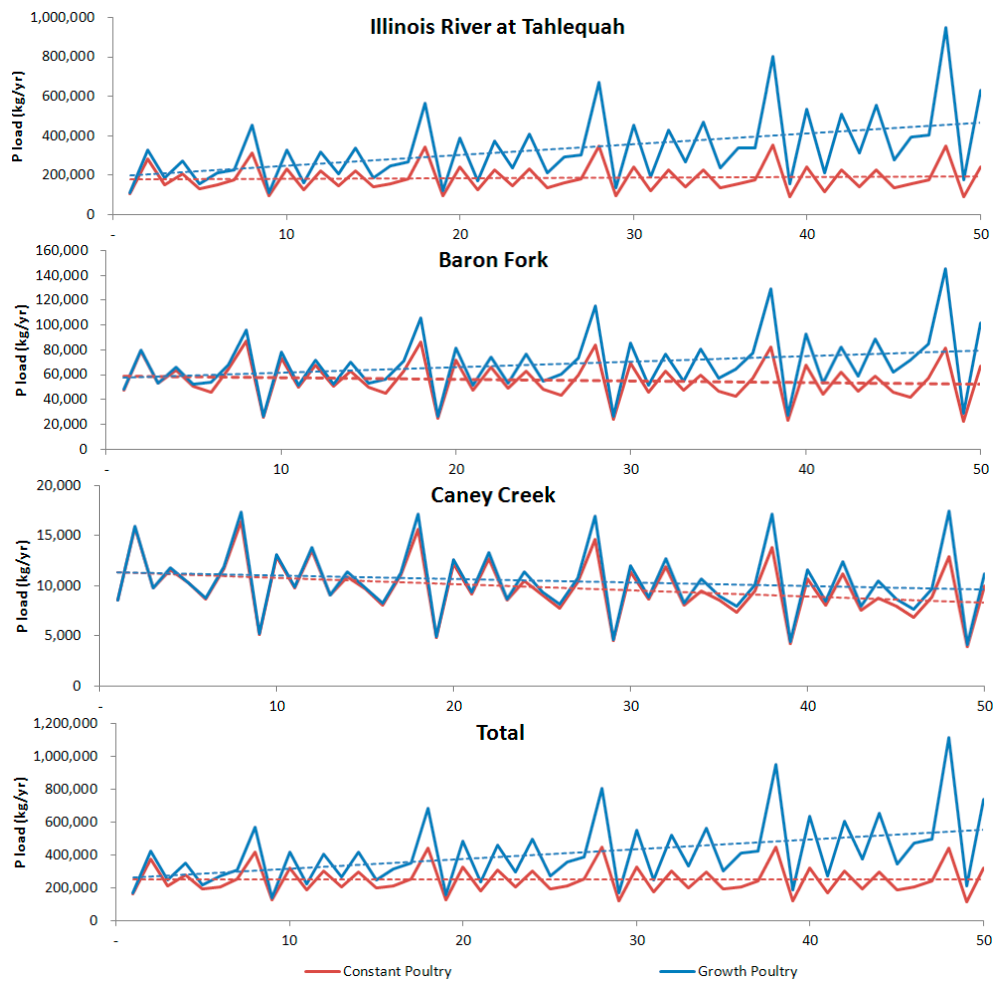 Illinois River at Tahlequah
P load (kg/yr)
1,000,000
800,000
600,000
400,000
200,000
0
- 10 20 30 40 50
Baron Fork
P load (kg/yr)
160,000
140,000
120,000
100,000
80,000
60,000
40,000
20,000
0
- 10 20 30 40 50
Caney Creek
P load (kg/yr)
20,000
15,000
10,000
5,000
0
- 10 20 30 40 50
Total
P load (kg/yr)
1,200,000
1,000,000
800,000
600,000
400,000
200,000
0
- 10 20 30 40 50
Constant Poultry Growth Poultry